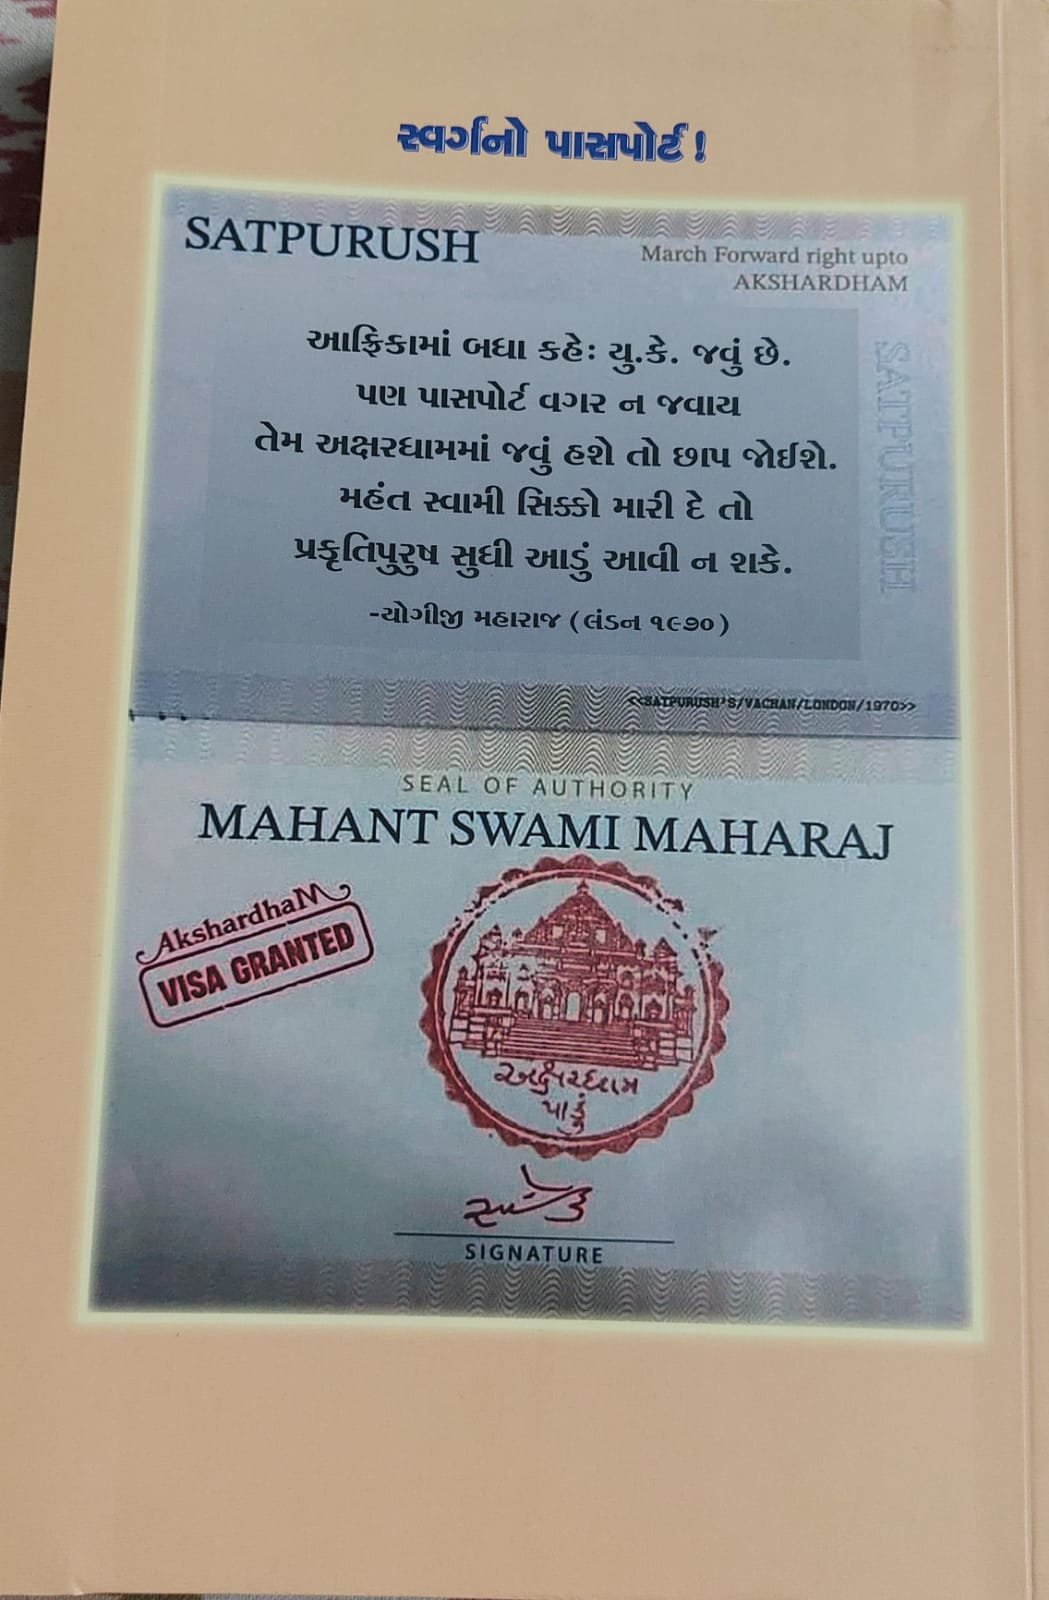 સ્વર્ગનો પાસપોર્ટ !
SATPURUSH
March Forward right upto
AKSHARDHAM
આફ્રિકામાં બધા કહેઃ યુ.કે. જવું છે.
પણ પાસપોર્ટ વગર ન જવાય
તેમ અક્ષરધામમાં જવું હશે તો છાપ જોઈશે.
મહંત સ્વામી સિક્કો મારી દે તો
પ્રકૃતિપુરુષ સુધી આડું આવી ન શકે.
-યોગીજી મહારાજ (લંડન ૧૯૭૦)
SATPURUSH
<<SATPURUSH'S/VACHAN/LONDON/1970>>
SEAL OF AUTHORITY
MAHANT SWAMI MAHARAJ
AkshardhaM
VISA GRANTED
અક્ષરધામ
પાકું
SIGNATURE